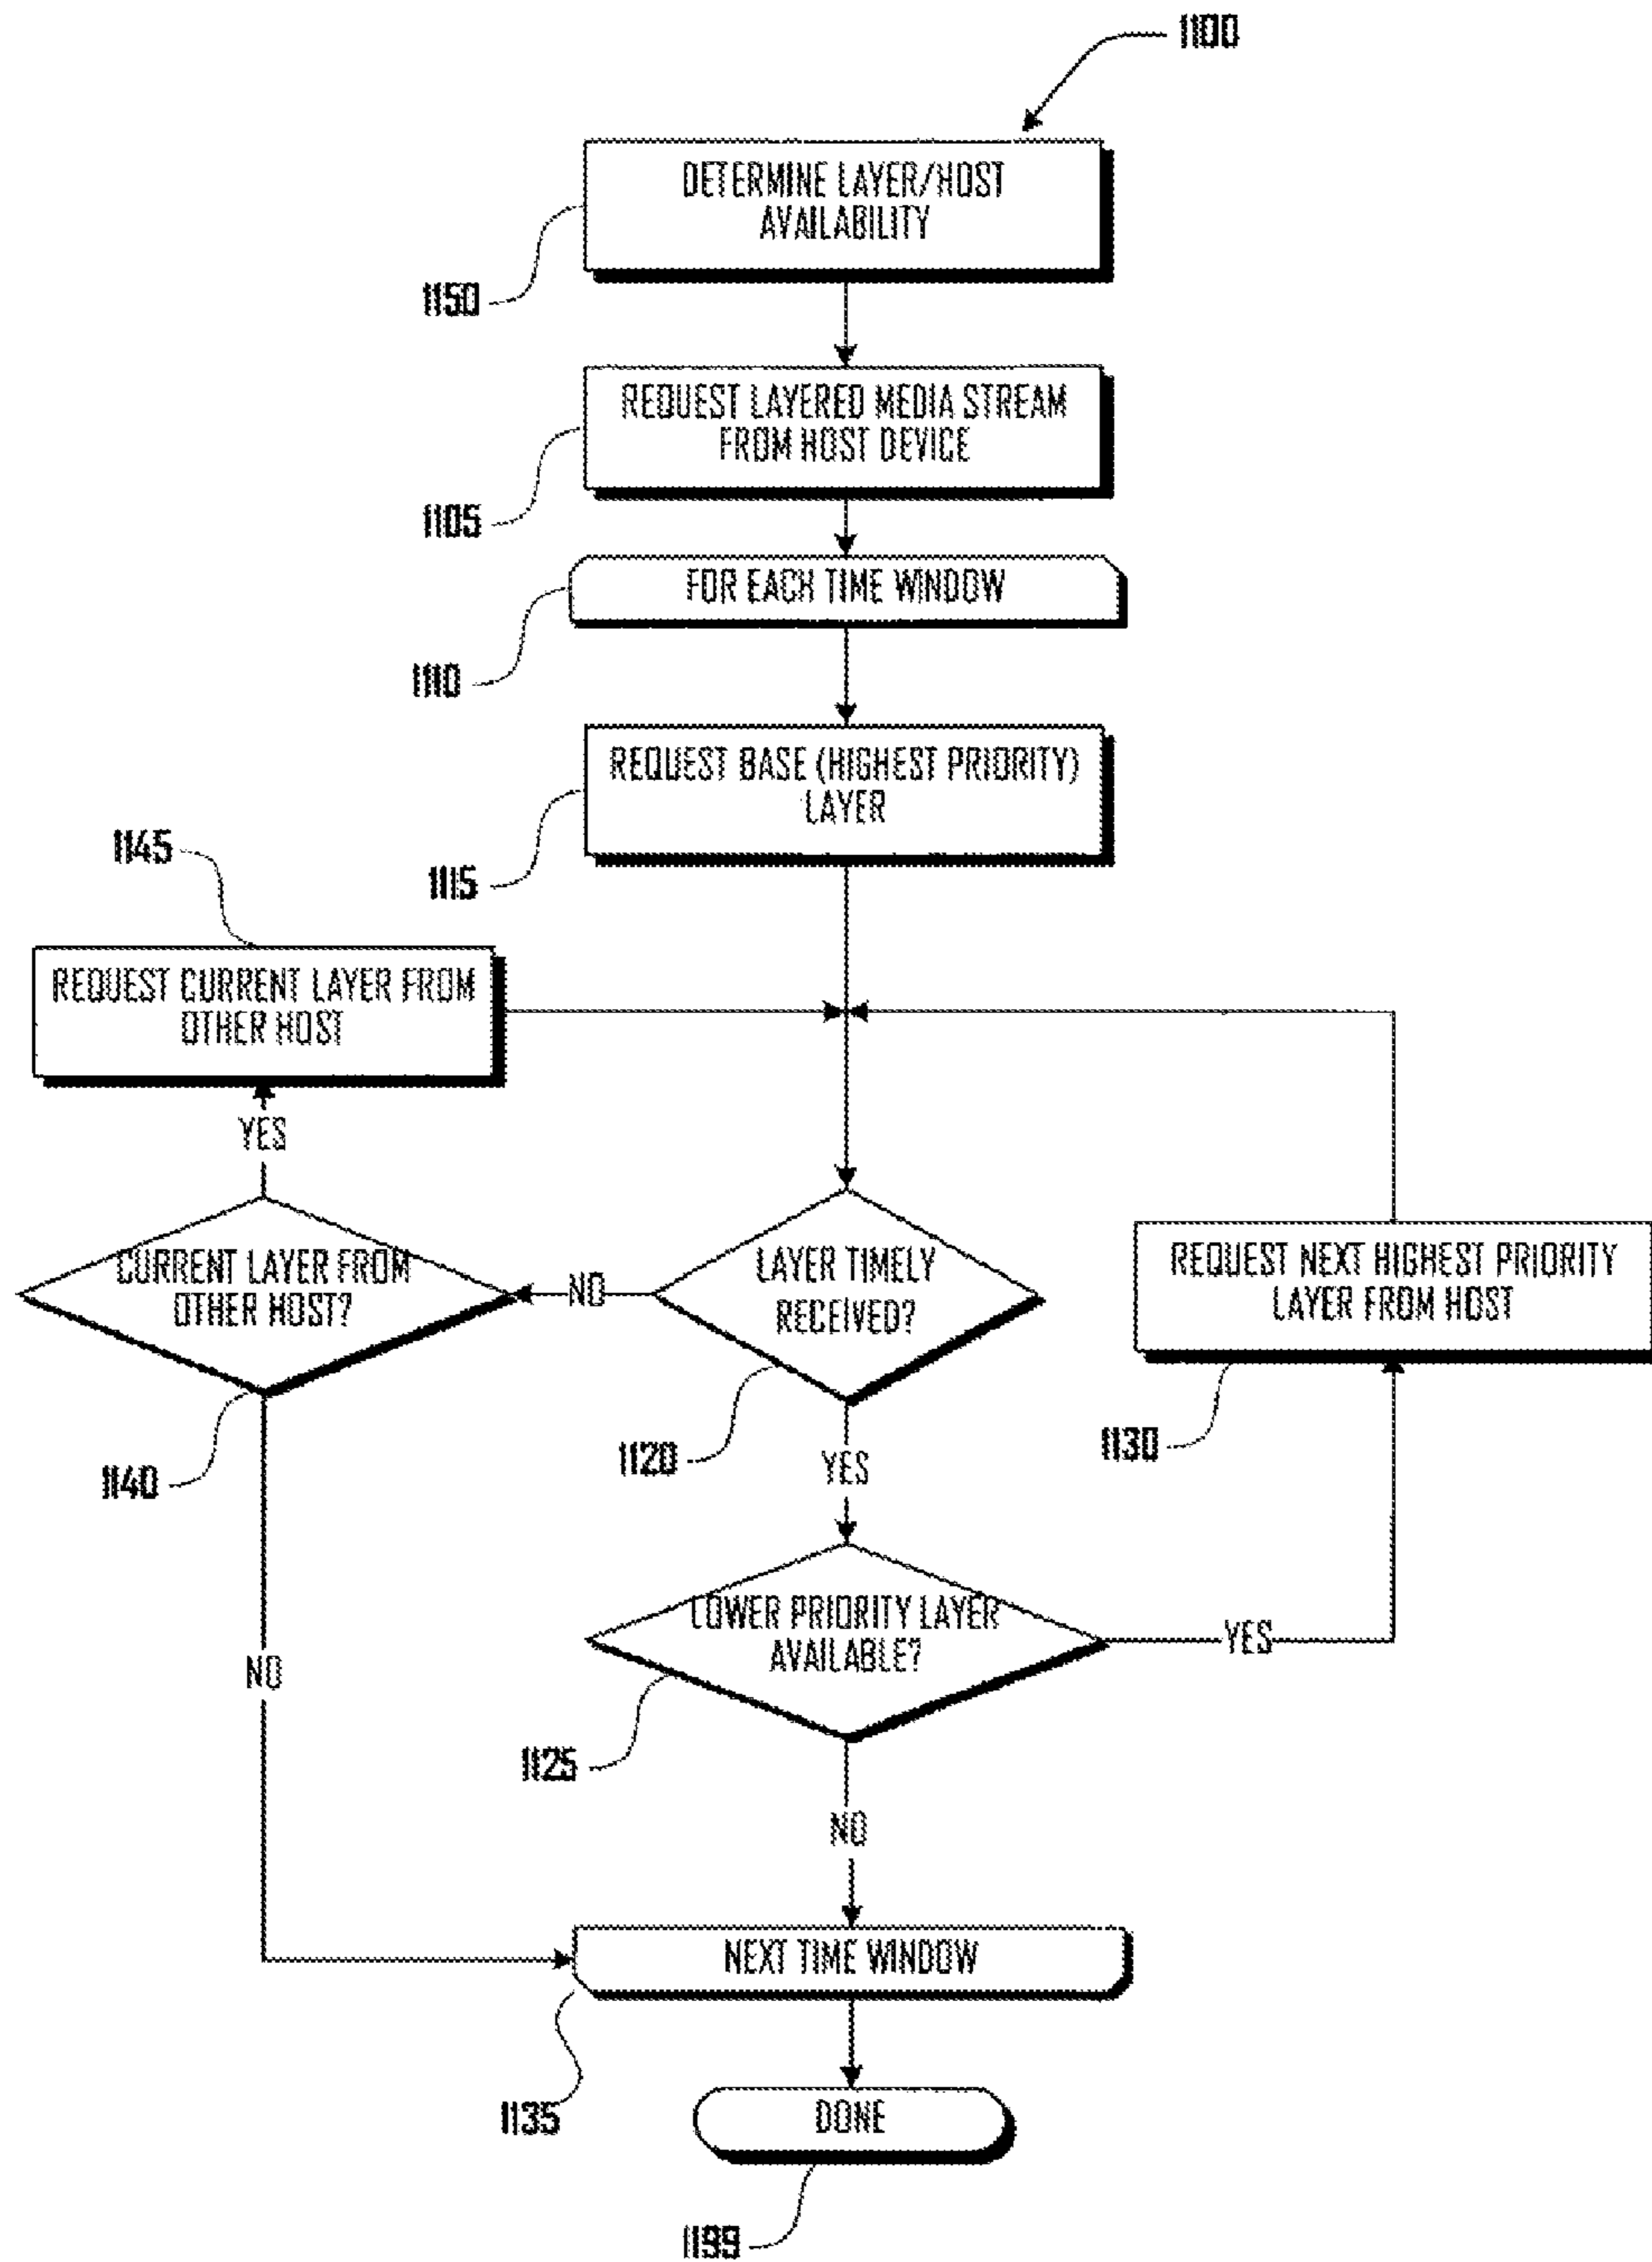 1100
DETERMINE LAYER/HOST
AVAILABILITY
1150
REQUEST LAYERED MEDIA STREAM
FROM HOST DEVICE
1105
FOR EACH TIME WINDOW
1110
REQUEST BASE (HIGHEST PRIORITY)
LAYER
1115
1145
REQUEST CURRENT LAYER FROM
OTHER HOST
YES
CURRENT LAYER FROM
OTHER HOST?
NO
LAYER TIMELY
RECEIVED?
REQUEST NEXT HIGHEST PRIORITY
LAYER FROM HOST
1140
1120
YES
1130
LOWER PRIORITY LAYER
AVAILABLE?
YES
NO
1125
NO
NEXT TIME WINDOW
1135
DONE
1199